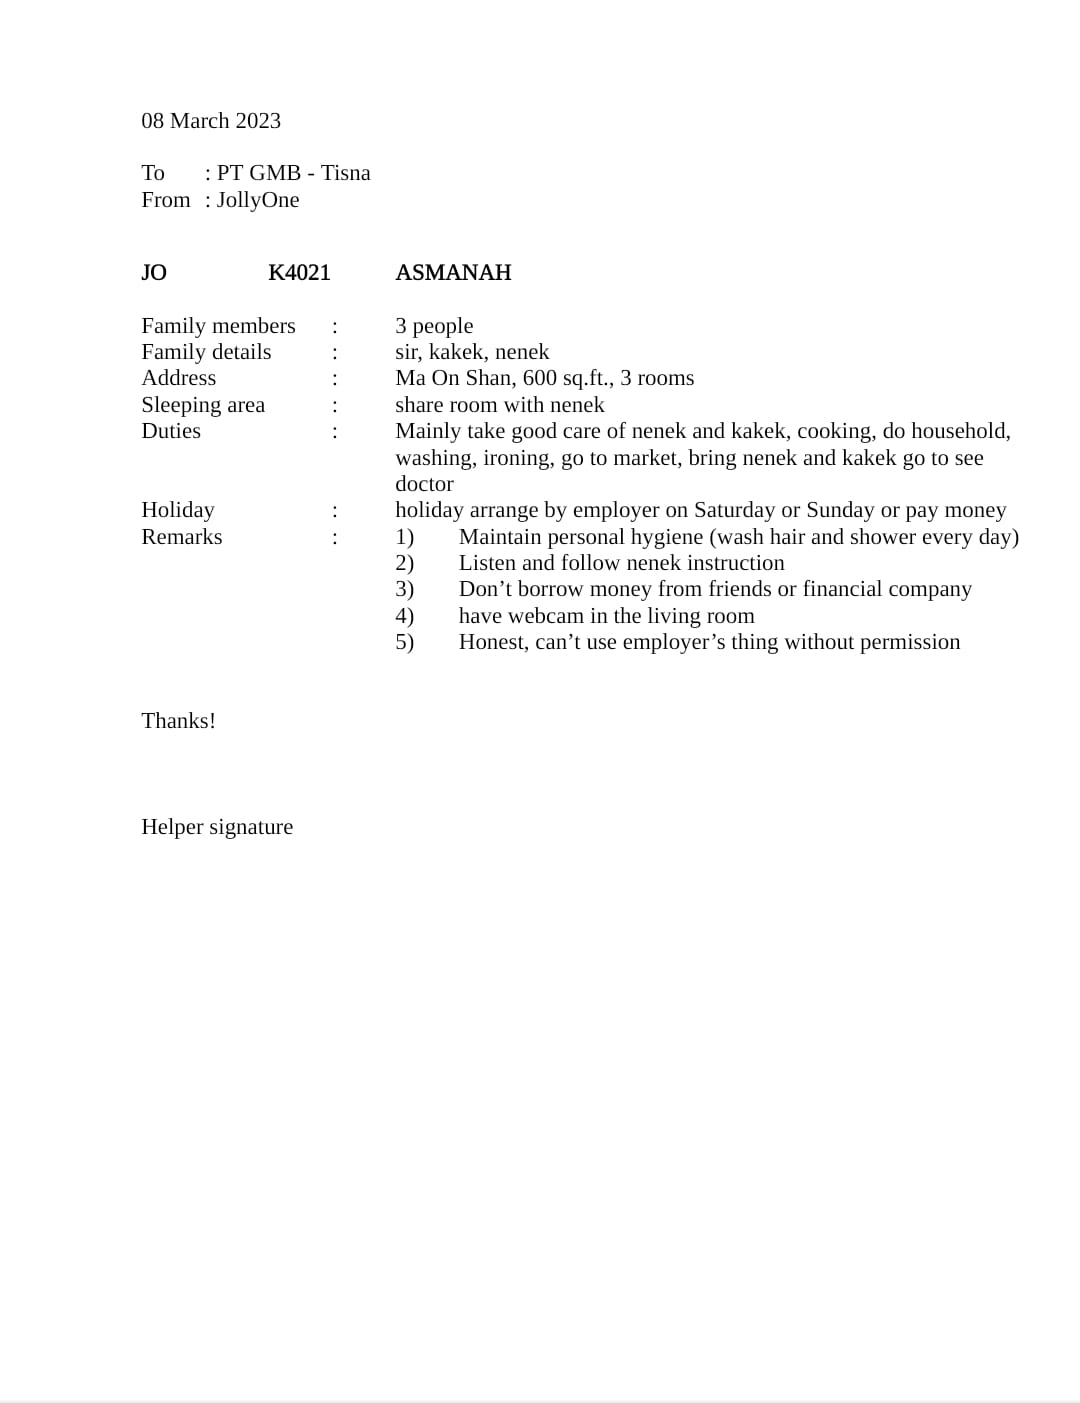 08 March 2023
To : PT GMB - Tisna
From : JollyOne
JO K4021 ASMANAH
Family members : 3 people
Family details : sir, kakek, nenek
Address : Ma On Shan, 600 sq.ft., 3 rooms
Sleeping area : share room with nenek
Duties : Mainly take good care of nenek and kakek, cooking, do household,
washing, ironing, go to market, bring nenek and kakek go to see
doctor
Holiday : holiday arrange by employer on Saturday or Sunday or pay money
Remarks : 1) Maintain personal hygiene (wash hair and shower every day)
2) Listen and follow nenek instruction
3) Don’t borrow money from friends or financial company
4) have webcam in the living room
5) Honest, can’t use employer’s thing without permission
Thanks!
Helper signature